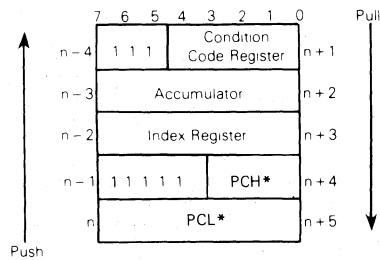 7 6 5 4 3 2 1 0 Pull
n-4 1 1 1 Condition Code Register n+1
n-3 Accumulator n+2
n-2 Index Register n+3
n-1 1 1 1 1 1 PCH* n+4
n PCL* n+5
Push